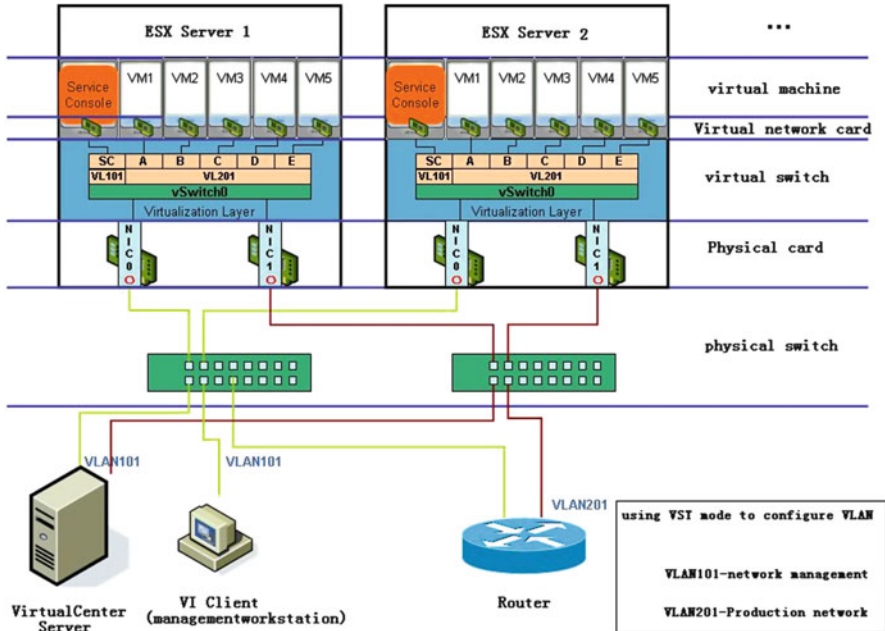 ESX Server 1
ESX Server 2
...
Service Console
VM1
VM2
VM3
VM4
VM5
Service Console
VM1
VM2
VM3
VM4
VM5
virtual machine
Virtual network card
SC A B C D E
VL101 VL201
vSwitch0
Virtualization Layer
SC A B C D E
VL101 VL201
vSwitch0
Virtualization Layer
virtual switch
NIC0
NIC1
NIC0
NIC1
Physical card
physical switch
VLAN101
VLAN101
VLAN201
VirtualCenter
Server
VI Client
(managementworkstation)
Router
using VST mode to configure VLAN
VLAN101-network management
VLAN201-Production network